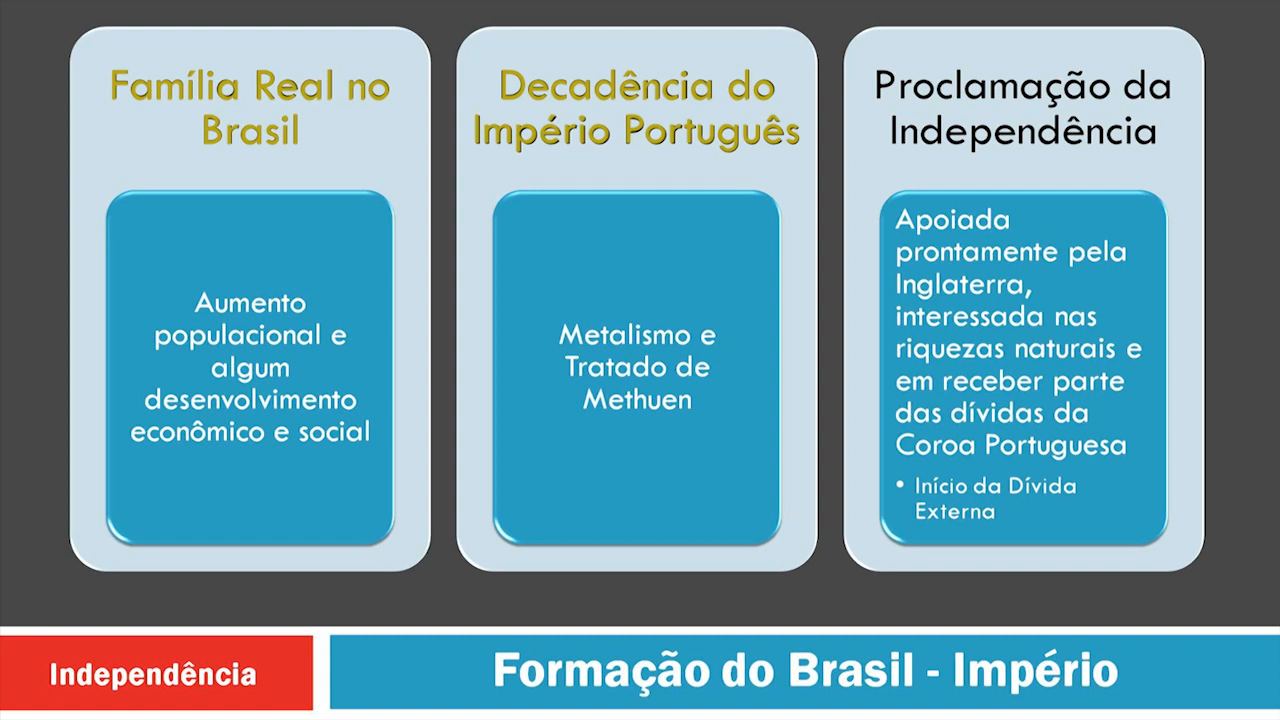 Família Real no
Brasil
Aumento
populacional e
algum
desenvolvimento
econômico e social
Decadência do
Império Português
Metalismo e
Tratado de
Methuen
Proclamação da
Independência
Apoiada
prontamente pela
Inglaterra,
interessada nas
riquezas naturais e
em receber parte
das dívidas da
Coroa Portuguesa
• Início da Dívida
Externa
Independência
Formação do Brasil - Império